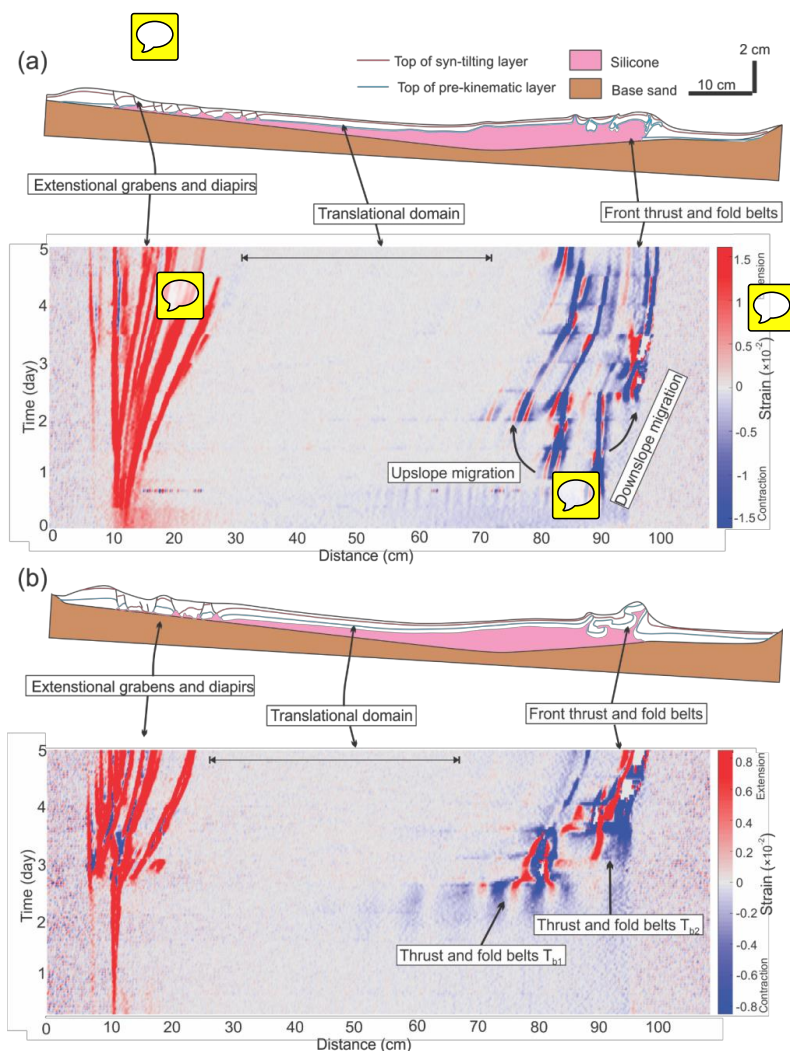 (a)
Top of syn-tilting layer
Top of pre-kinematic layer
Silicone
Base sand
2 cm
10 cm
Extenstional grabens and diapirs
Translational domain
Front thrust and fold belts
5
4
3
2
1
0
Time (day)
Upslope migration
Downslope migration
0 10 20 30 40 50 60 70 80 90 100
Distance (cm)
1.5
1
0.5
0
-0.5
-1
-1.5
Contraction
Strain (×10⁻²)
(b)
Extenstional grabens and diapirs
Translational domain
Front thrust and fold belts
5
4
3
2
1
Time (day)
Thrust and fold belts Tb1
Thrust and fold belts Tb2
0 10 20 30 40 50 60 70 80 90 100
Distance (cm)
0.8
0.6
0.4
0.2
0
-0.2
-0.4
-0.6
-0.8
Extension
Contraction
Strain (×10⁻²)